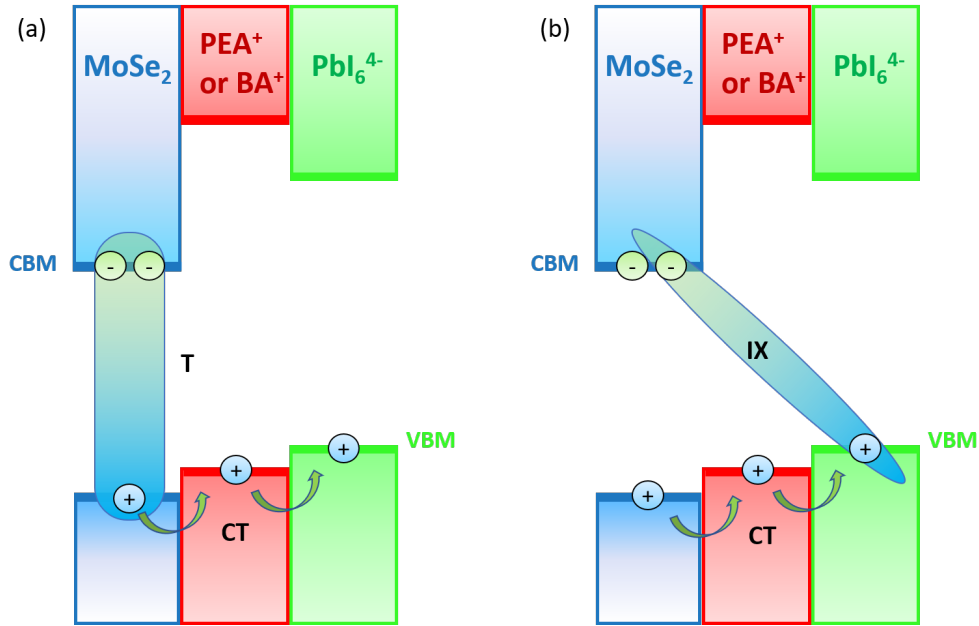 (a)
MoSe₂
PEA⁺
or BA⁺
PbI₆⁴⁻
CBM
- -
T
VBM
+
+
+
CT
(b)
MoSe₂
PEA⁺
or BA⁺
PbI₆⁴⁻
CBM
- -
IX
VBM
+
+
+
CT